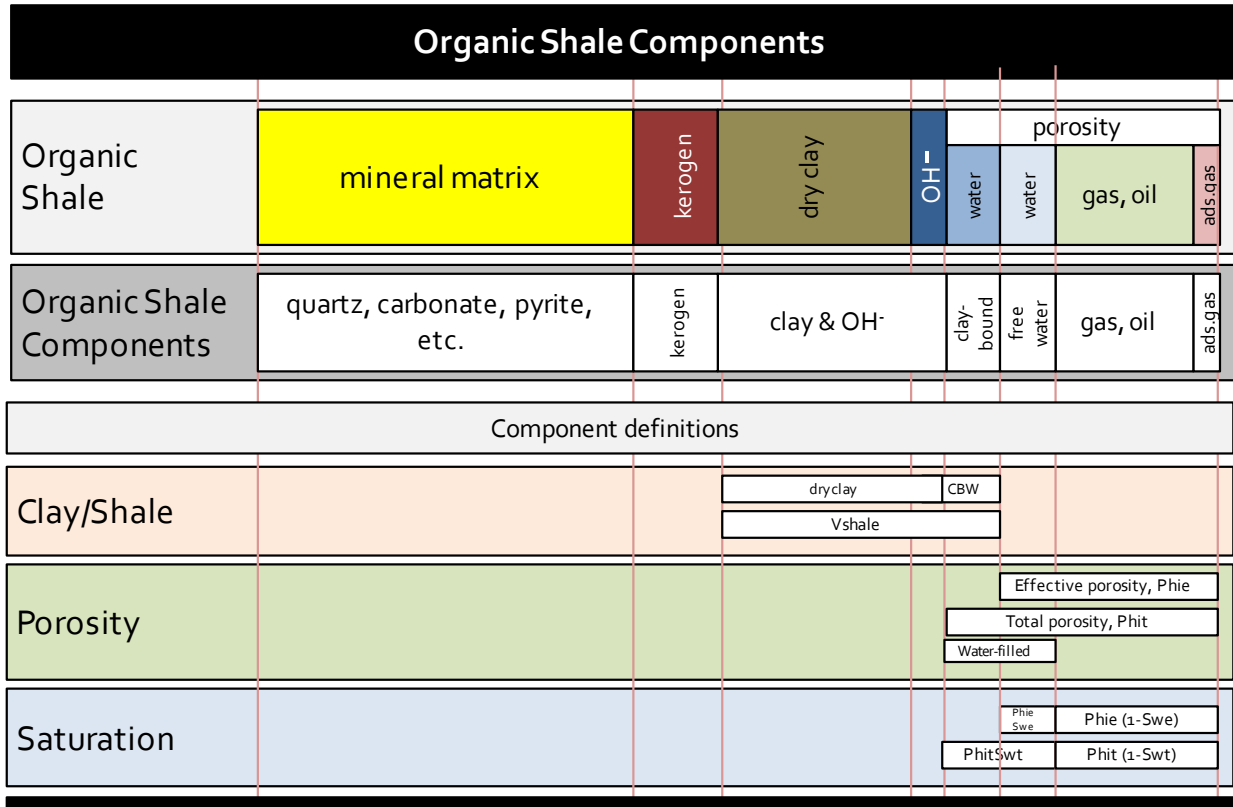 Organic Shale Components
Organic
Shale
mineral matrix
kerogen
dry clay
OH-
porosity
water
water
gas, oil
ads.gas
Organic Shale
Components
quartz, carbonate, pyrite,
etc.
kerogen
clay & OH-
clay-
bound
free
water
gas, oil
ads.gas
Component definitions
Clay/Shale
dryclay
CBW
Vshale
Porosity
Effective porosity, Phie
Total porosity, Phit
Water-filled
Saturation
Phie
Swe
Phie (1-Swe)
PhitSwt
Phit (1-Swt)